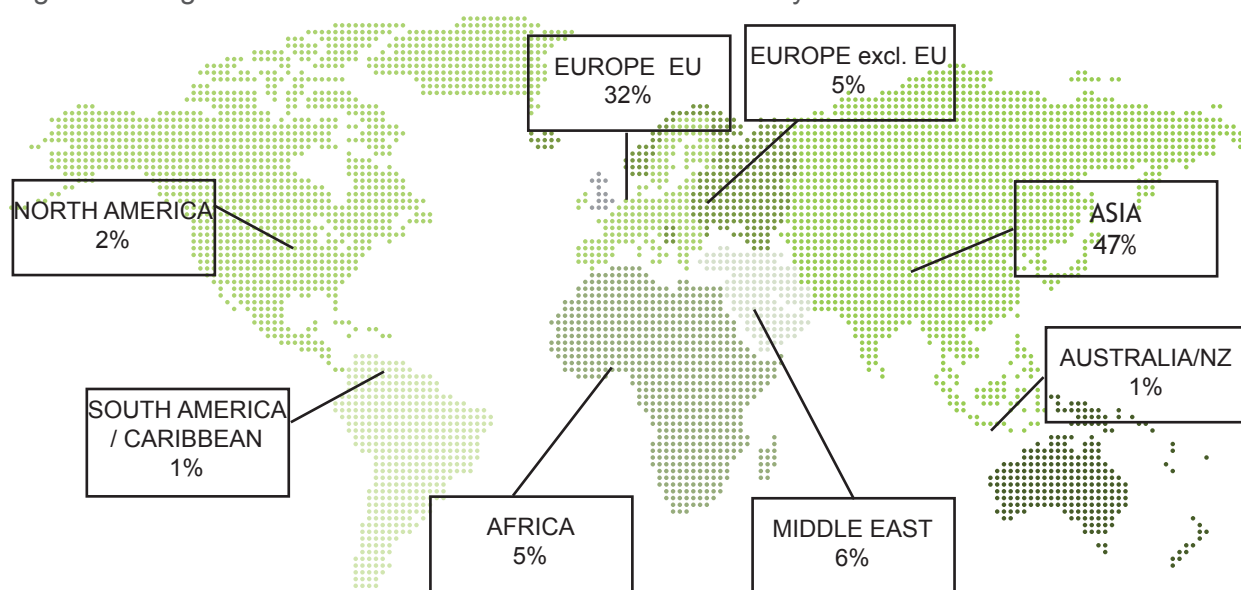 EUROPE EU
32%
EUROPE excl. EU
5%
NORTH AMERICA
2%
ASIA
47%
AUSTRALIA/NZ
1%
SOUTH AMERICA
/ CARIBBEAN
1%
AFRICA
5%
MIDDLE EAST
6%